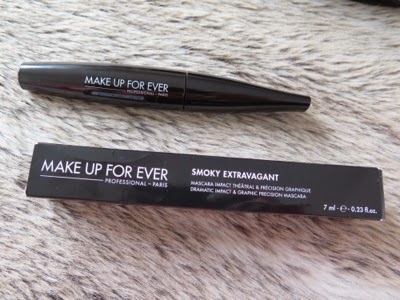 MAKE UP FOR EVER
PROFESSIONAL - PARIS
MAKE UP FOR EVER
PROFESSIONAL - PARIS
SMOKY EXTRAVAGANT
MASCARA IMPACT THÉÂTRAL & PRÉCISION GRAPHIQUE
DRAMATIC IMPACT & GRAPHIC PRECISION MASCARA
7 ml - ℮ - 0.23 fl.oz.